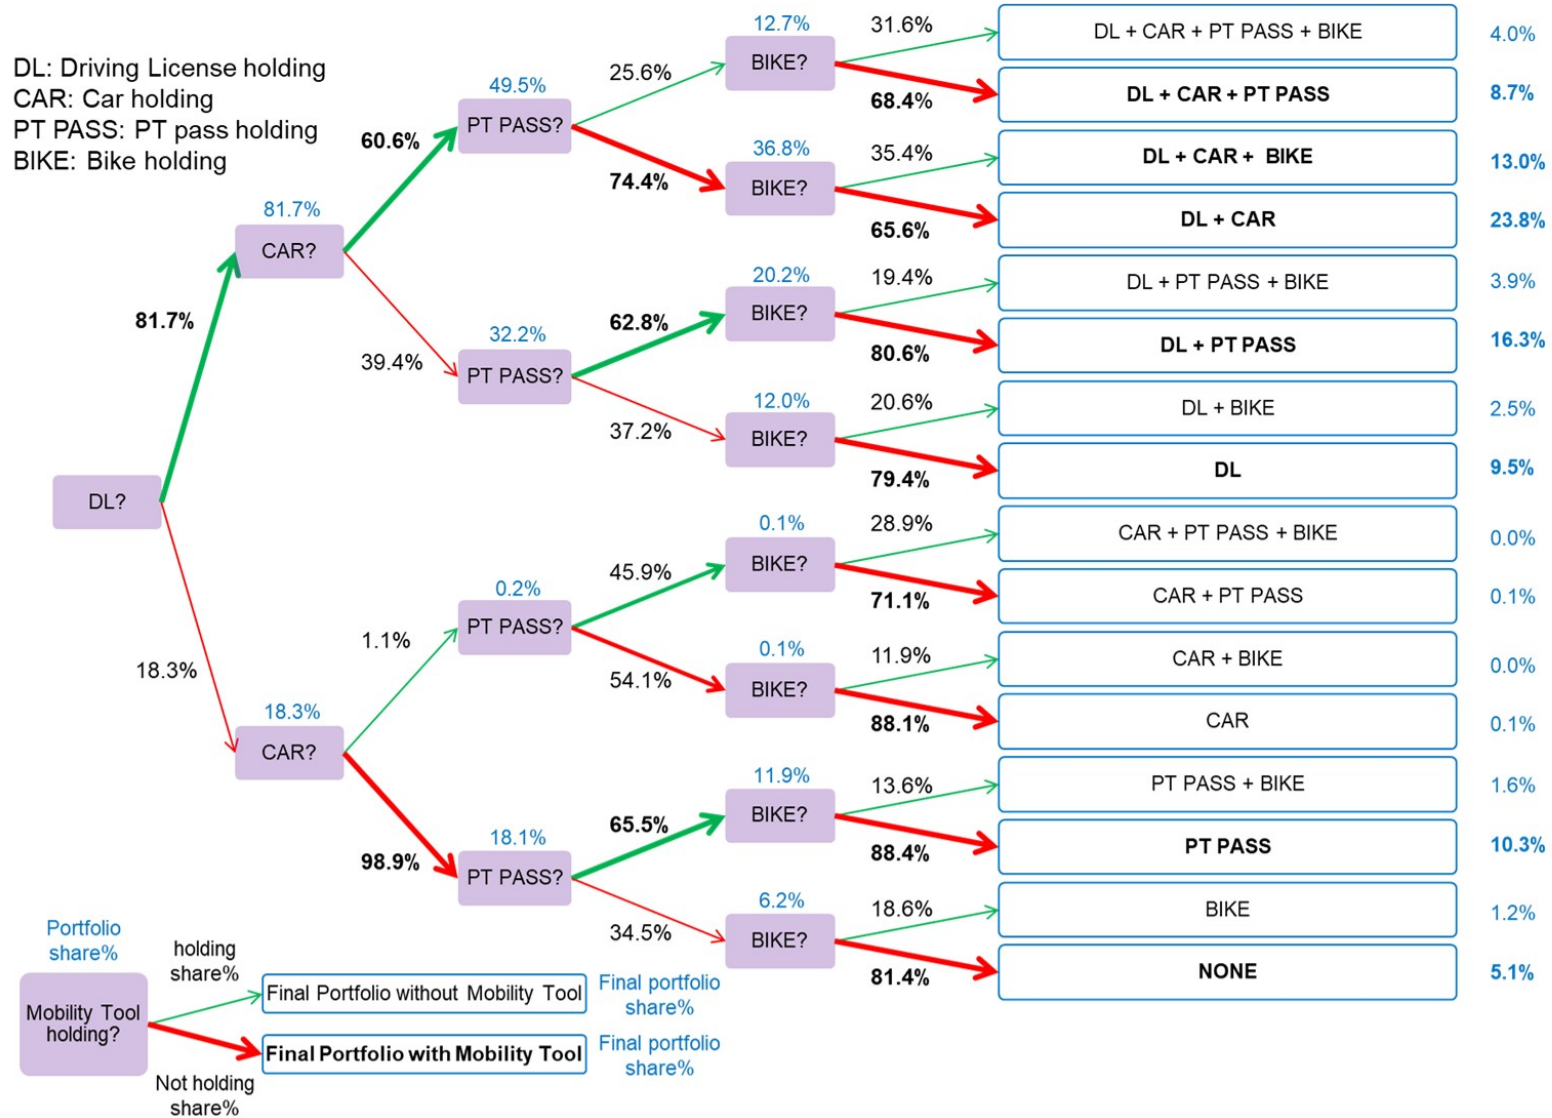 DL: Driving License holding
CAR: Car holding
PT PASS: PT pass holding
BIKE: Bike holding
DL?
81.7%
18.3%
81.7%
CAR?
60.6%
39.4%
18.3%
CAR?
1.1%
98.9%
49.5%
PT PASS?
25.6%
74.4%
32.2%
PT PASS?
62.8%
37.2%
0.2%
PT PASS?
45.9%
54.1%
18.1%
PT PASS?
65.5%
34.5%
12.7%
BIKE?
31.6%
68.4%
36.8%
BIKE?
35.4%
65.6%
20.2%
BIKE?
19.4%
80.6%
12.0%
BIKE?
20.6%
79.4%
0.1%
BIKE?
28.9%
71.1%
0.1%
BIKE?
11.9%
88.1%
11.9%
BIKE?
13.6%
88.4%
6.2%
BIKE?
18.6%
81.4%
DL + CAR + PT PASS + BIKE 4.0%
DL + CAR + PT PASS 8.7%
DL + CAR + BIKE 13.0%
DL + CAR 23.8%
DL + PT PASS + BIKE 3.9%
DL + PT PASS 16.3%
DL + BIKE 2.5%
DL 9.5%
CAR + PT PASS + BIKE 0.0%
CAR + PT PASS 0.1%
CAR + BIKE 0.0%
CAR 0.1%
PT PASS + BIKE 1.6%
PT PASS 10.3%
BIKE 1.2%
NONE 5.1%
Portfolio
share%
Mobility Tool
holding?
holding
share%
Not holding
share%
Final Portfolio without Mobility Tool
Final portfolio
share%
Final Portfolio with Mobility Tool
Final portfolio
share%